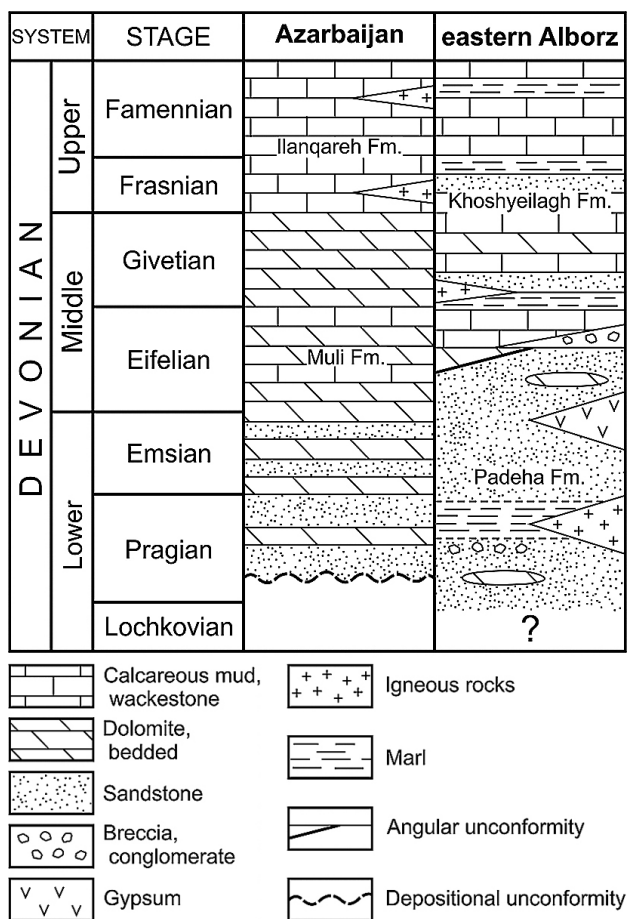 SYSTEM STAGE Azarbaijan eastern Alborz
DEVONIAN
Upper
Famennian
Ilanqareh Fm.
Frasnian
Khoshyeilagh Fm.
Middle
Givetian
Eifelian
Muli Fm.
Lower
Emsian
Padeha Fm.
Pragian
Lochkovian
?
Calcareous mud,
wackestone
Dolomite,
bedded
Sandstone
Breccia,
conglomerate
Gypsum
Igneous rocks
Marl
Angular unconformity
Depositional unconformity